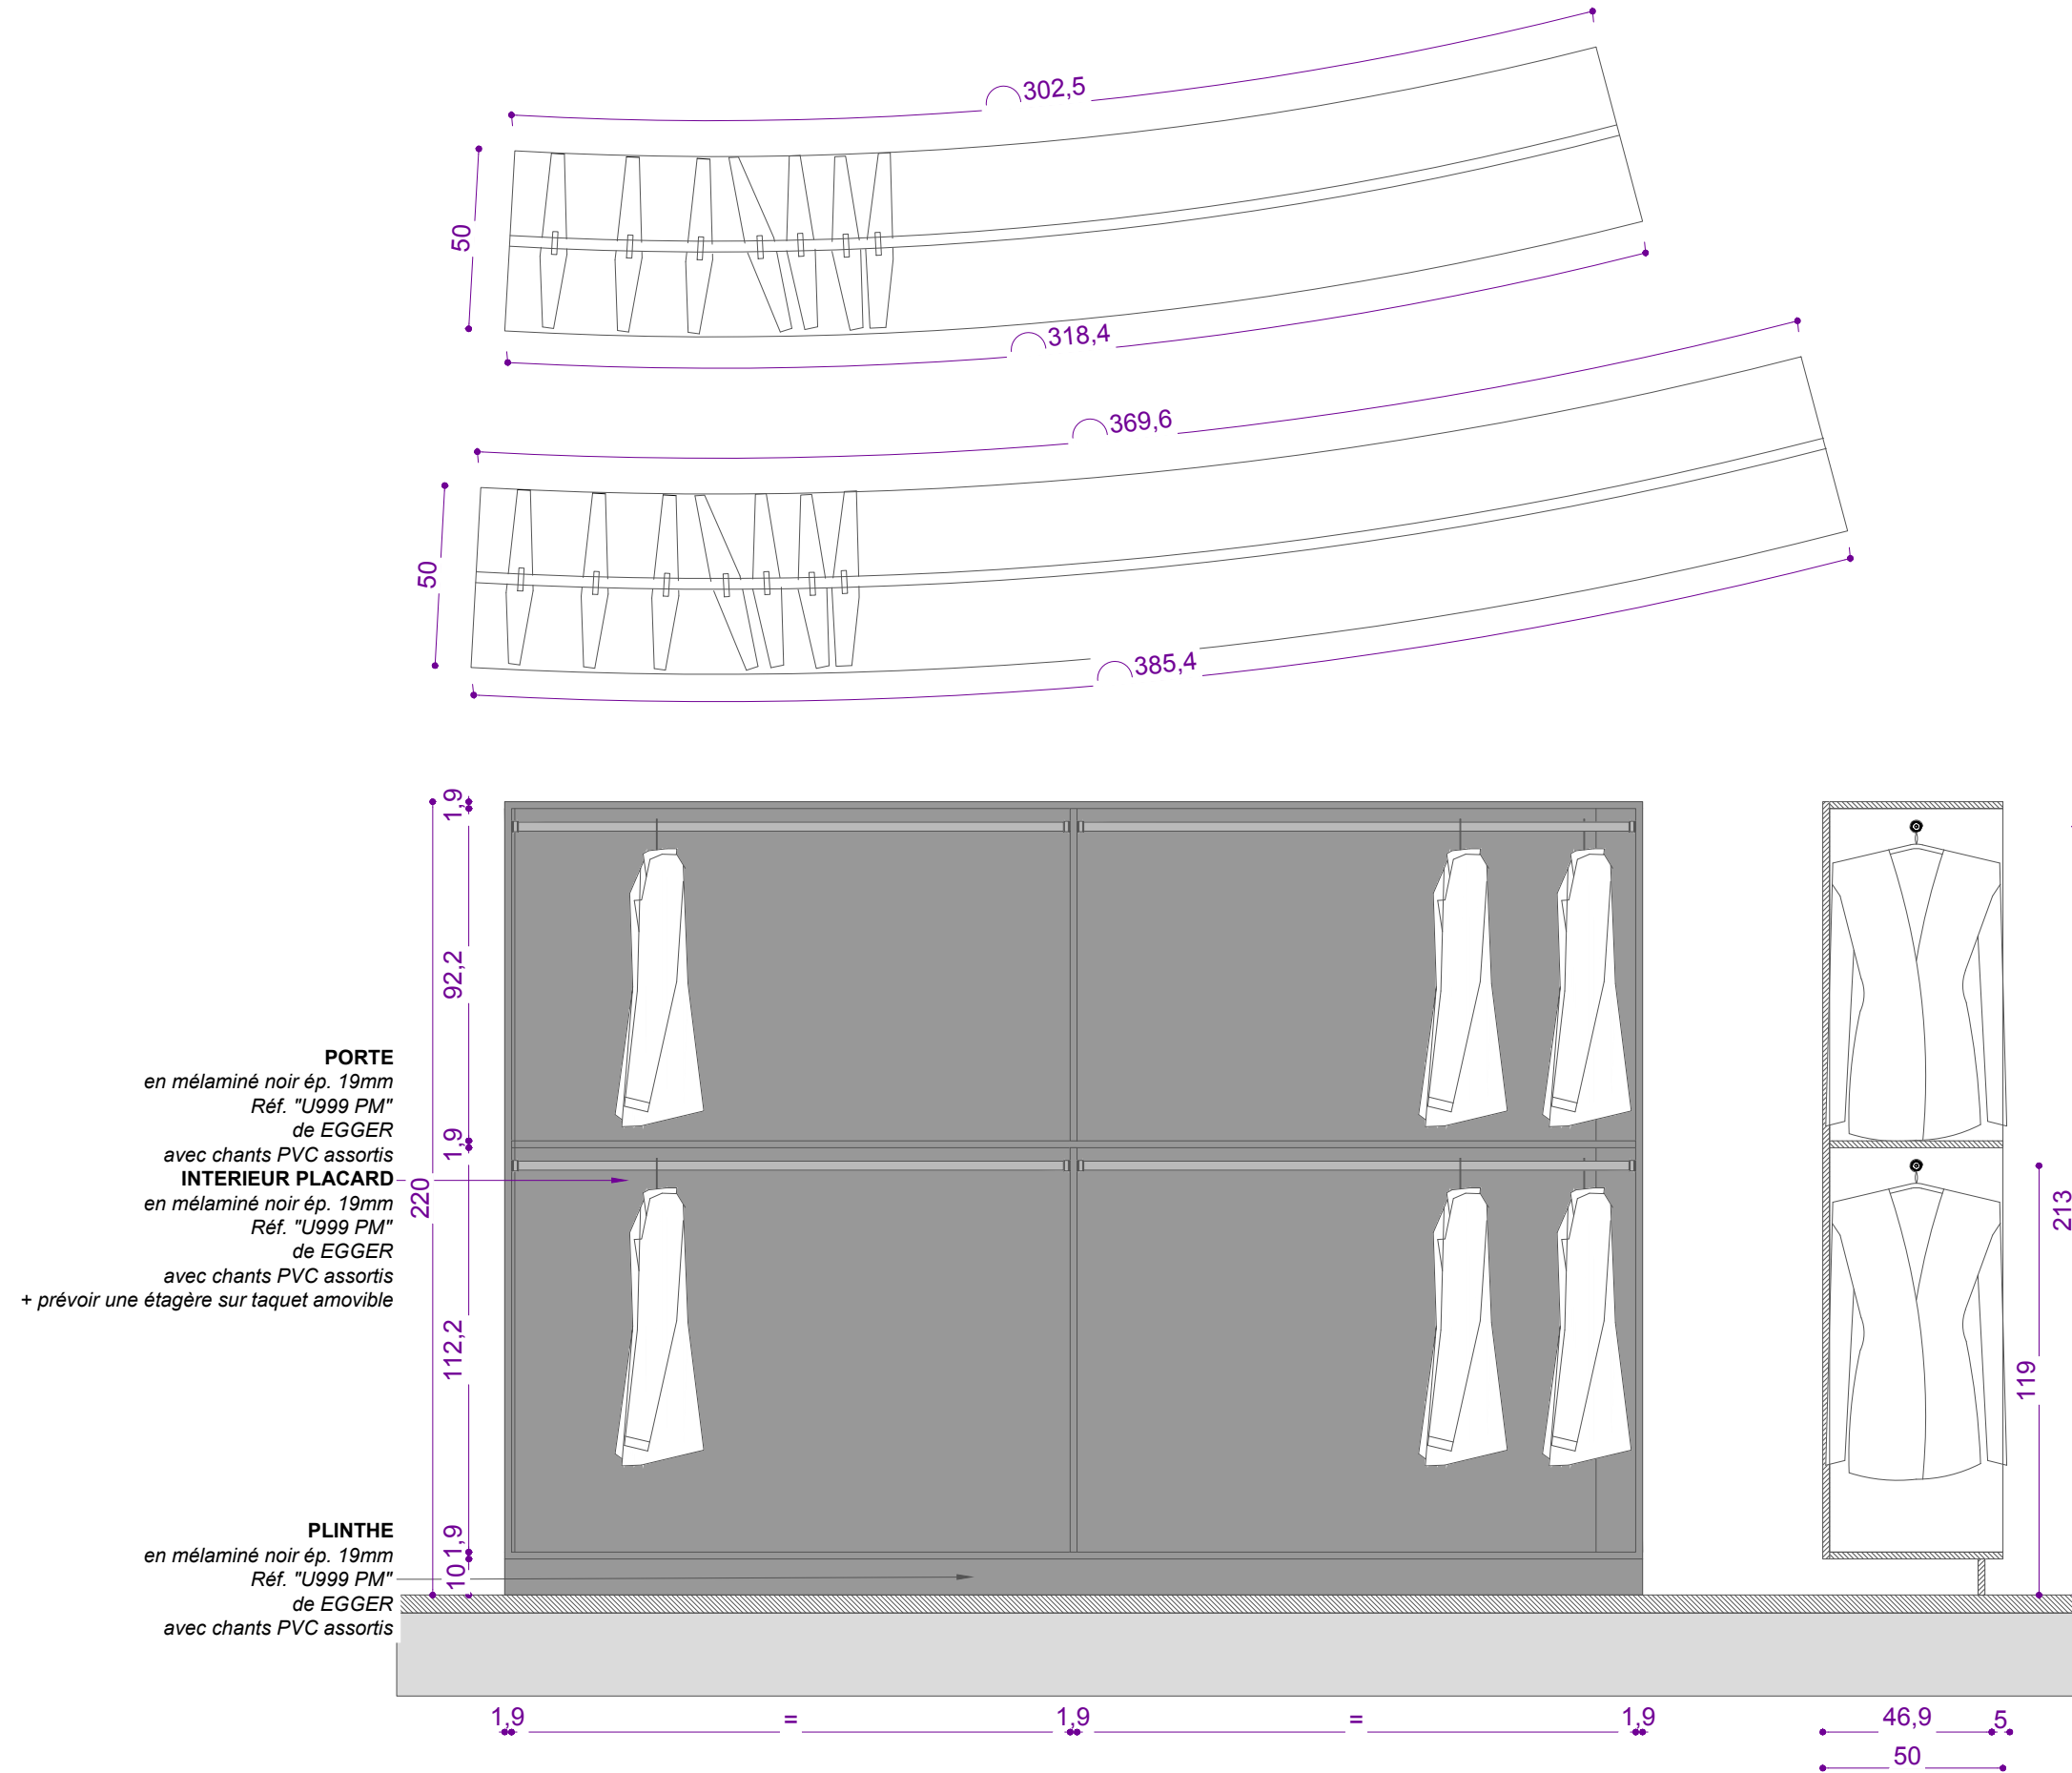 302,5
50
318,4
369,6
50
385,4
1,9
92,2
PORTE
en mélaminé noir ép. 19mm
Réf. "U999 PM"
de EGGER
avec chants PVC assortis
1,9
INTERIEUR PLACARD
en mélaminé noir ép. 19mm
Réf. "U999 PM"
de EGGER
avec chants PVC assortis
+ prévoir une étagère sur taquet amovible
220
213
112,2
119
PLINTHE
en mélaminé noir ép. 19mm
Réf. "U999 PM"
de EGGER
avec chants PVC assortis
1,9
10
1,9
=
1,9
=
1,9
46,9
5
50